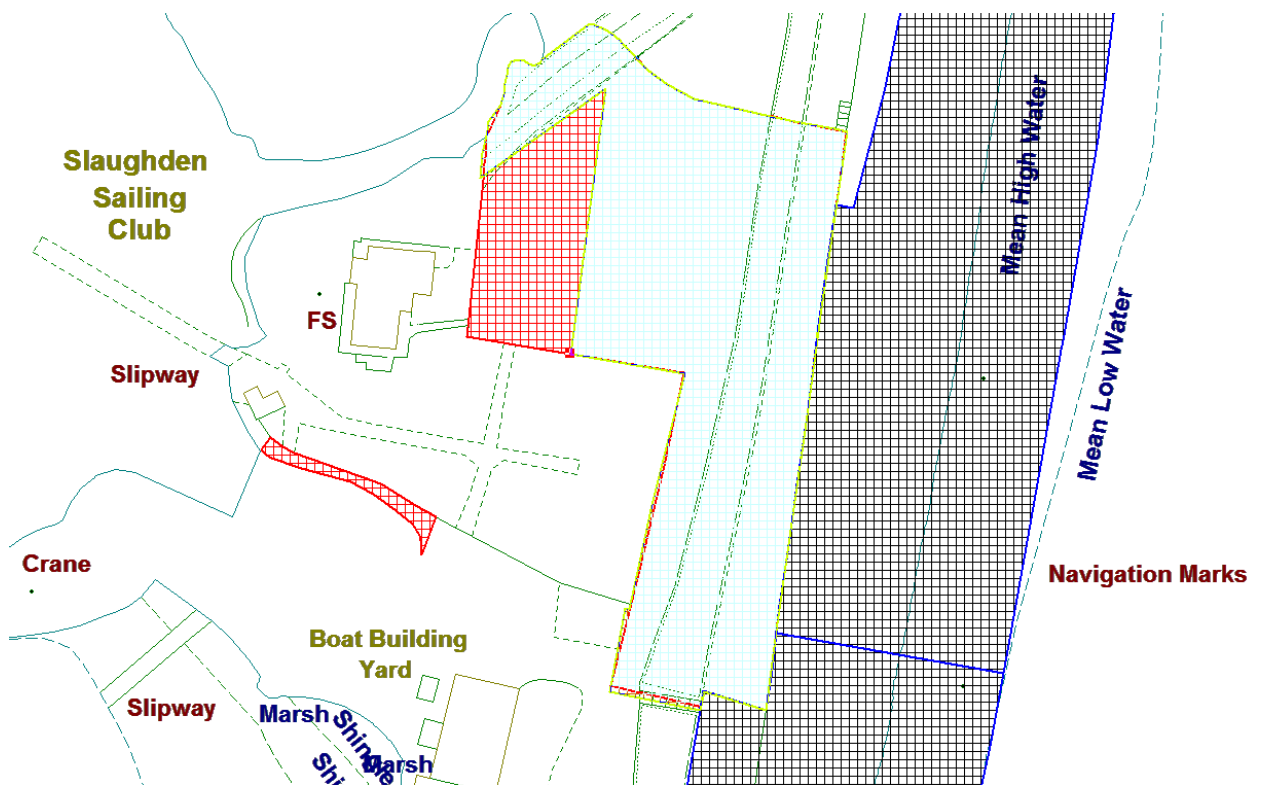 Slaughden
Sailing
Club
Mean High Water
FS
Slipway
Mean Low Water
Crane
Navigation Marks
Boat Building
Yard
Slipway
Marsh
Shingle
Marsh